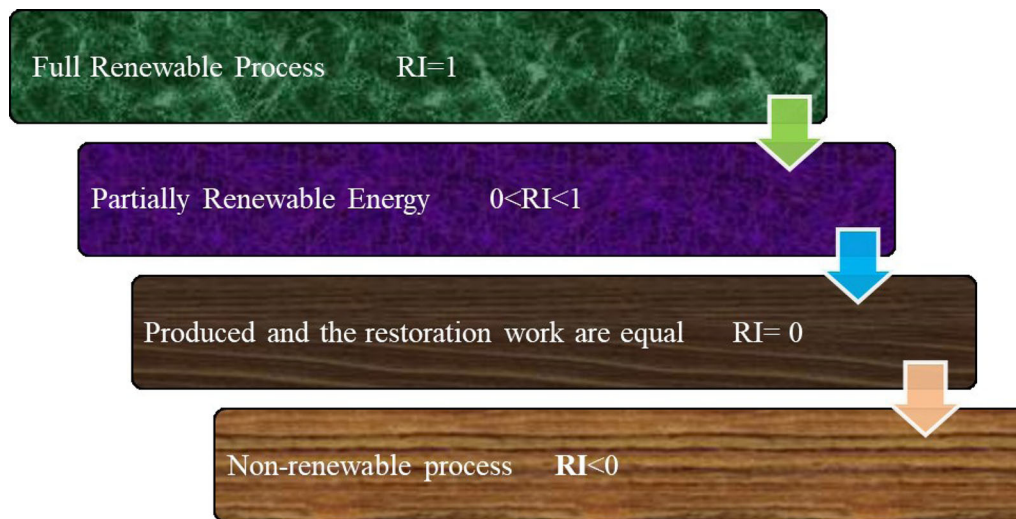 Full Renewable Process RI=1
Partially Renewable Energy 0<RI<1
Produced and the restoration work are equal RI= 0
Non-renewable process RI<0